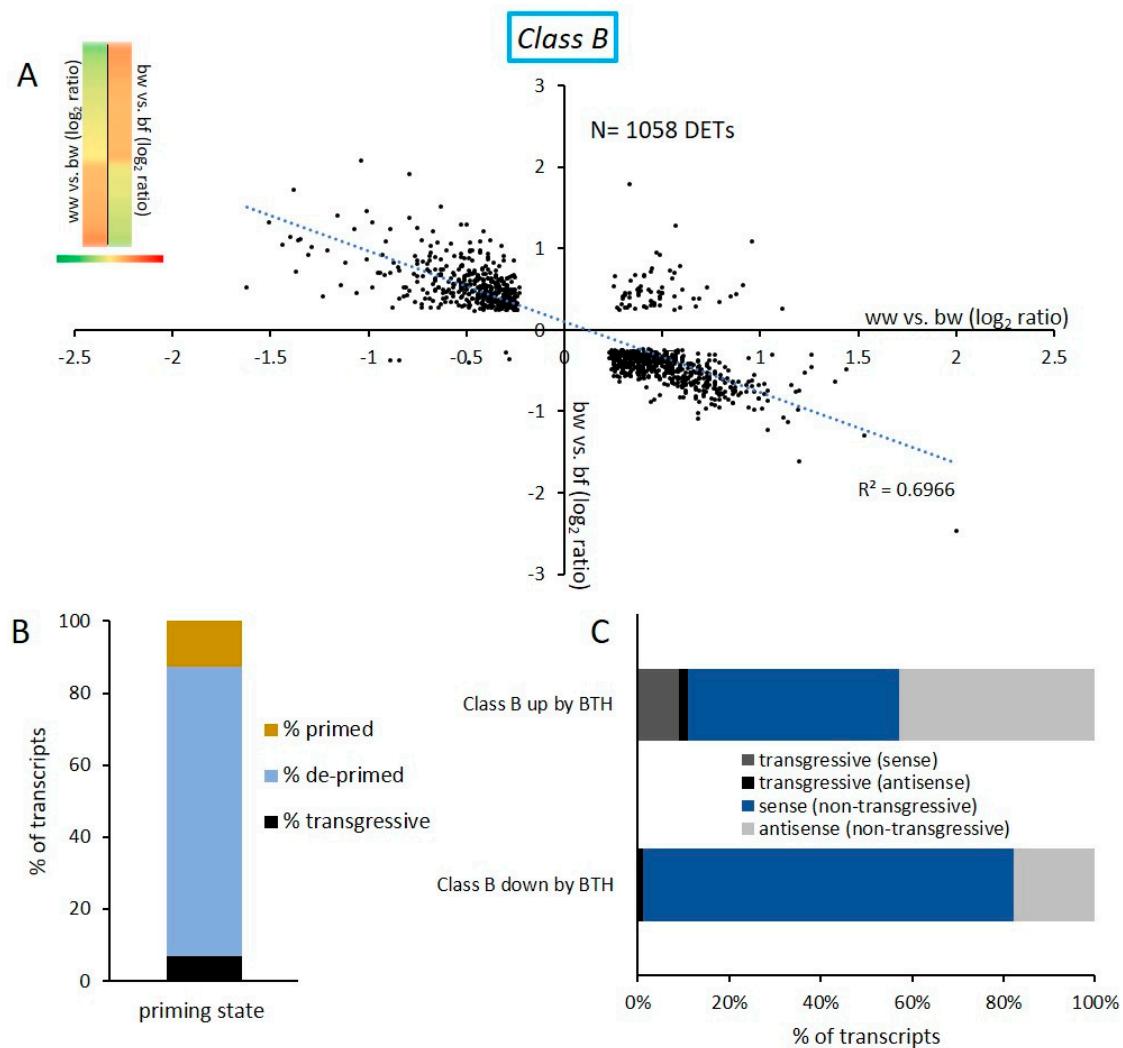 Class B
A
ww vs. bw (log2 ratio)
bw vs. bf (log2 ratio)
N= 1058 DETs
3
2
1
0
-1
-2
-3
-2.5
-2
-1.5
-1
-0.5
0
0.5
1
1.5
2
2.5
ww vs. bw (log2 ratio)
bw vs. bf (log2 ratio)
R² = 0.6966
B
% of transcripts
100
80
60
40
20
0
priming state
% primed
% de-primed
% transgressive
C
Class B up by BTH
transgressive (sense)
transgressive (antisense)
sense (non-transgressive)
antisense (non-transgressive)
Class B down by BTH
0%
20%
40%
60%
80%
100%
% of transcripts